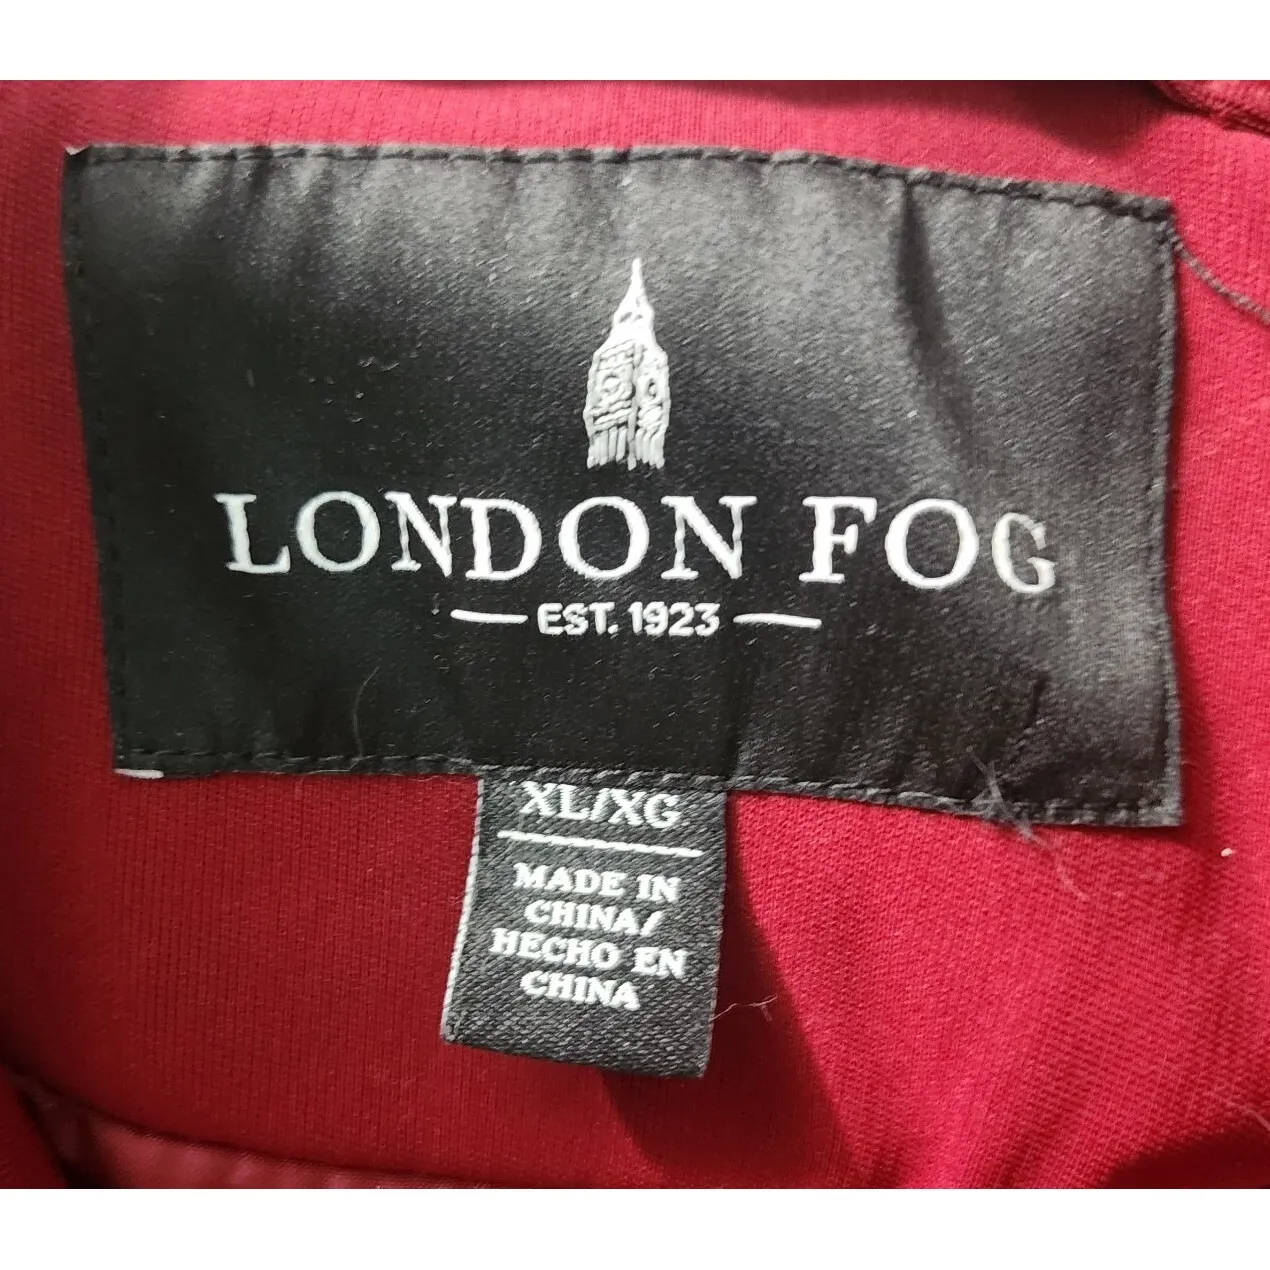 LONDON FOG
EST. 1923
XL/XG
MADE IN
CHINA/
HECHO EN
CHINA